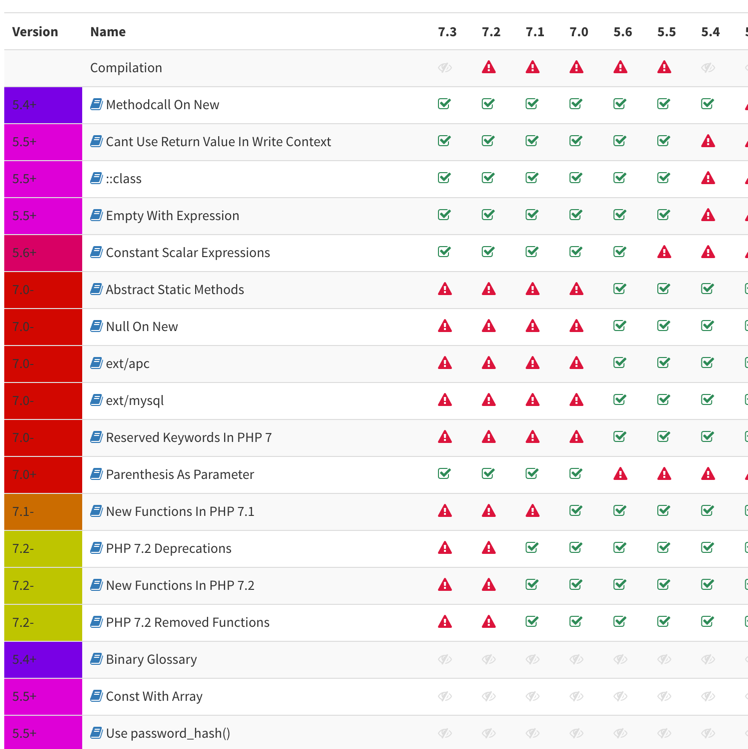 Version Name 7.3 7.2 7.1 7.0 5.6 5.5 5.4
Compilation
5.4+ Methodcall On New
5.5+ Cant Use Return Value In Write Context
5.5+ ::class
5.5+ Empty With Expression
5.6+ Constant Scalar Expressions
7.0- Abstract Static Methods
7.0- Null On New
7.0- ext/apc
7.0- ext/mysql
7.0- Reserved Keywords In PHP 7
7.0+ Parenthesis As Parameter
7.1- New Functions In PHP 7.1
7.2- PHP 7.2 Deprecations
7.2- New Functions In PHP 7.2
7.2- PHP 7.2 Removed Functions
5.4+ Binary Glossary
5.5+ Const With Array
5.5+ Use password_hash()